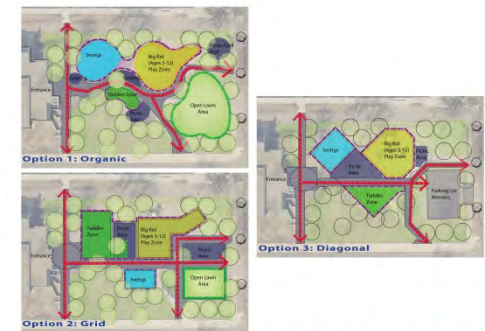 Swings
Big Kid
(Ages 5-12)
Play Zone
Entrance
Toddler Zone
Picnic
Open Lawn
Area
Option 1: Organic
Toddler
Zone
Picnic
Area
Big Kid
(Ages 5-12)
Play Zone
Entrance
Picnic
Area
Swings
Open Lawn
Area
Option 2: Grid
Swings
Big Kid
(Ages 5-12)
Play Zone
Picnic
Area
Picnic
Area
Entrance
Toddler
Zone
Parking Lot
Remains
Option 3: Diagonal